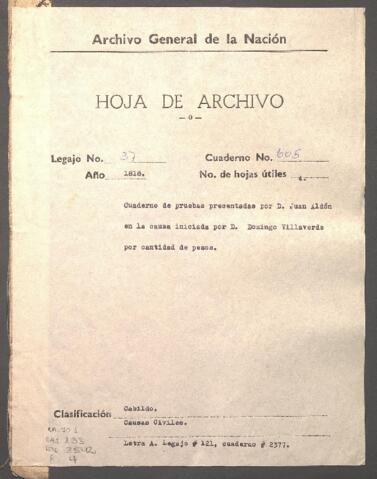 Archivo General de la Nación
HOJA DE ARCHIVO
— o —
Legajo No. 37 Cuaderno No. 605
Año 1818. No. de hojas útiles 4.
Cuaderno de pruebas presentadas por D. Juan Aldón
en la causa iniciada por D. Domingo Villaverde
por cantidad de pesos.
Clasificación Cabildo.
Causas Civiles.
Letra A. Legajo # 121, cuaderno # 2377.